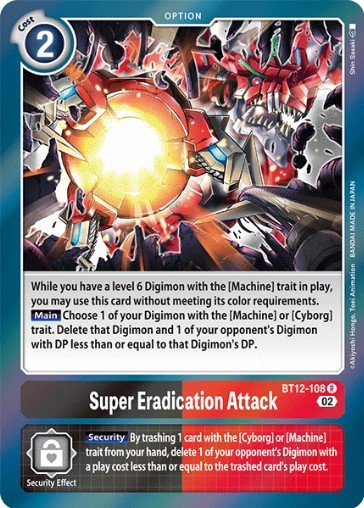 OPTION
Cost
2
Shin Sasaki
While you have a level 6 Digimon with the [Machine] trait in play,
you may use this card without meeting its color requirements.
Main Choose 1 of your Digimon with the [Machine] or [Cyborg]
trait. Delete that Digimon and 1 of your opponent's Digimon
with DP less than or equal to that Digimon's DP.
©Akiyoshi Hongo, Toei Animation BANDAI MADE IN JAPAN
BT12-108 R
Super Eradication Attack
02
Security By trashing 1 card with the [Cyborg] or [Machine]
trait from your hand, delete 1 of your opponent's Digimon with
a play cost less than or equal to the trashed card's play cost.
Security Effect